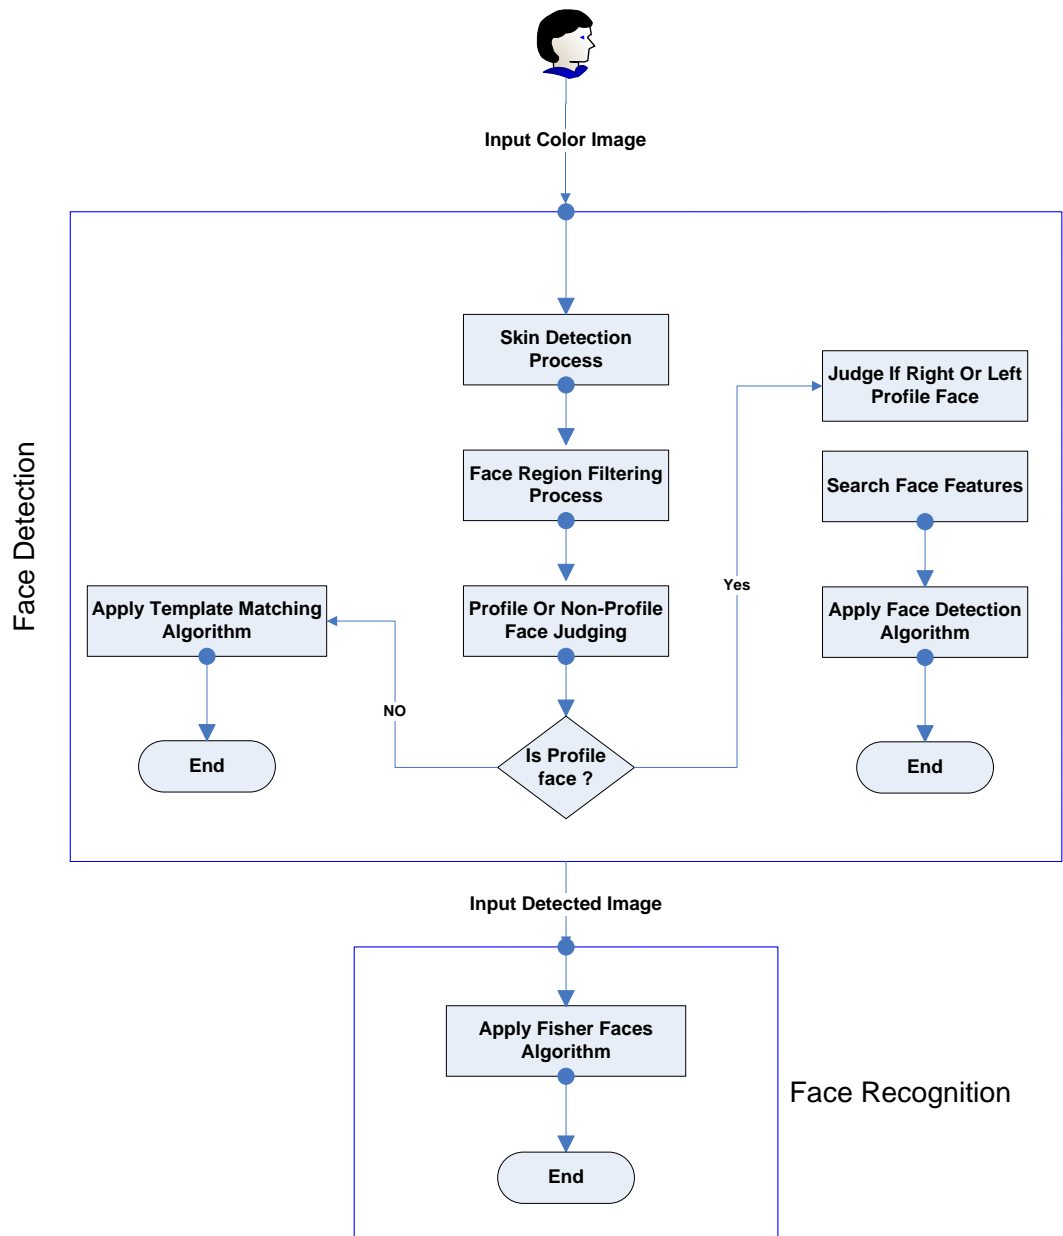 Input Color Image
Face Detection
Skin Detection
Process
Judge If Right Or Left
Profile Face
Face Region Filtering
Process
Search Face Features
Yes
Apply Template Matching
Algorithm
Profile Or Non-Profile
Face Judging
Apply Face Detection
Algorithm
NO
End
Is Profile
face ?
End
Input Detected Image
Apply Fisher Faces
Algorithm
Face Recognition
End